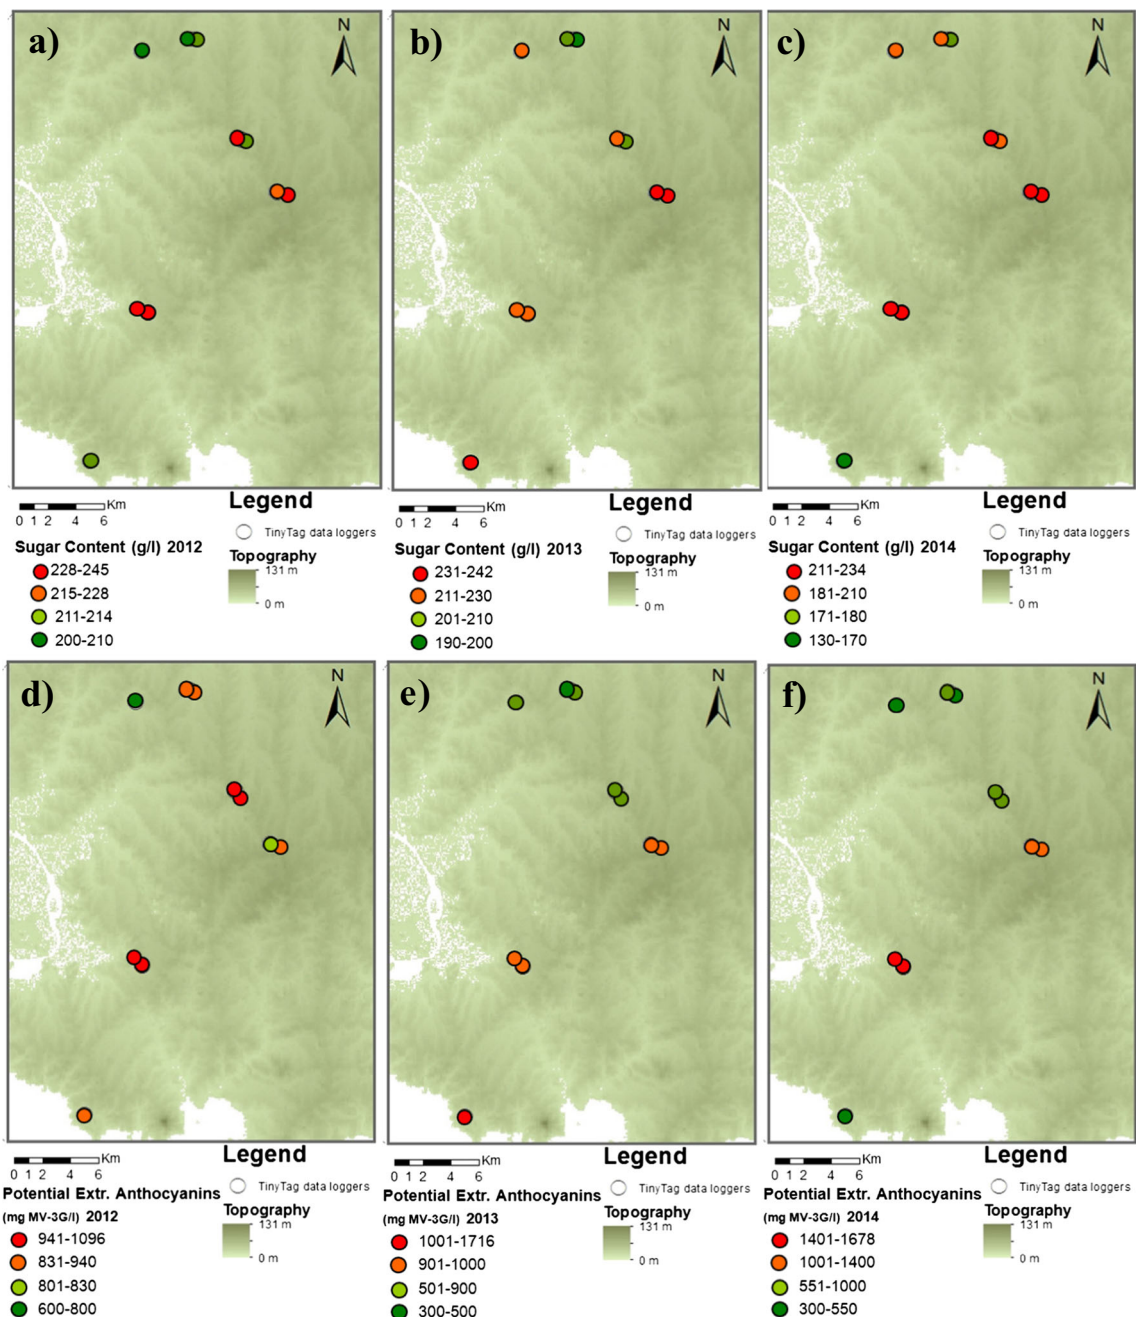 a)
N
b)
N
c)
N
Km
0 1 2 4 6
Legend
TinyTag data loggers
Sugar Content (g/l) 2012
228-245
215-228
211-214
200-210
Topography
131 m
0 m
Km
0 1 2 4 6
Legend
TinyTag data loggers
Sugar Content (g/l) 2013
231-242
211-230
201-210
190-200
Topography
131 m
0 m
Km
0 1 2 4 6
Legend
TinyTag data loggers
Sugar Content (g/l) 2014
211-234
181-210
171-180
130-170
Topography
131 m
0 m
d)
N
e)
N
f)
N
Km
0 1 2 4 6
Legend
TinyTag data loggers
Potential Extr. Anthocyanins
(mg MV-3G/l) 2012
941-1096
831-940
801-830
600-800
Topography
131 m
0 m
Km
0 1 2 4 6
Legend
TinyTag data loggers
Potential Extr. Anthocyanins
(mg MV-3G/l) 2013
1001-1716
901-1000
501-900
300-500
Topography
131 m
0 m
Km
0 1 2 4 6
Legend
TinyTag data loggers
Potential Extr. Anthocyanins
(mg MV-3G/l) 2014
1401-1678
1001-1400
551-1000
300-550
Topography
131 m
0 m